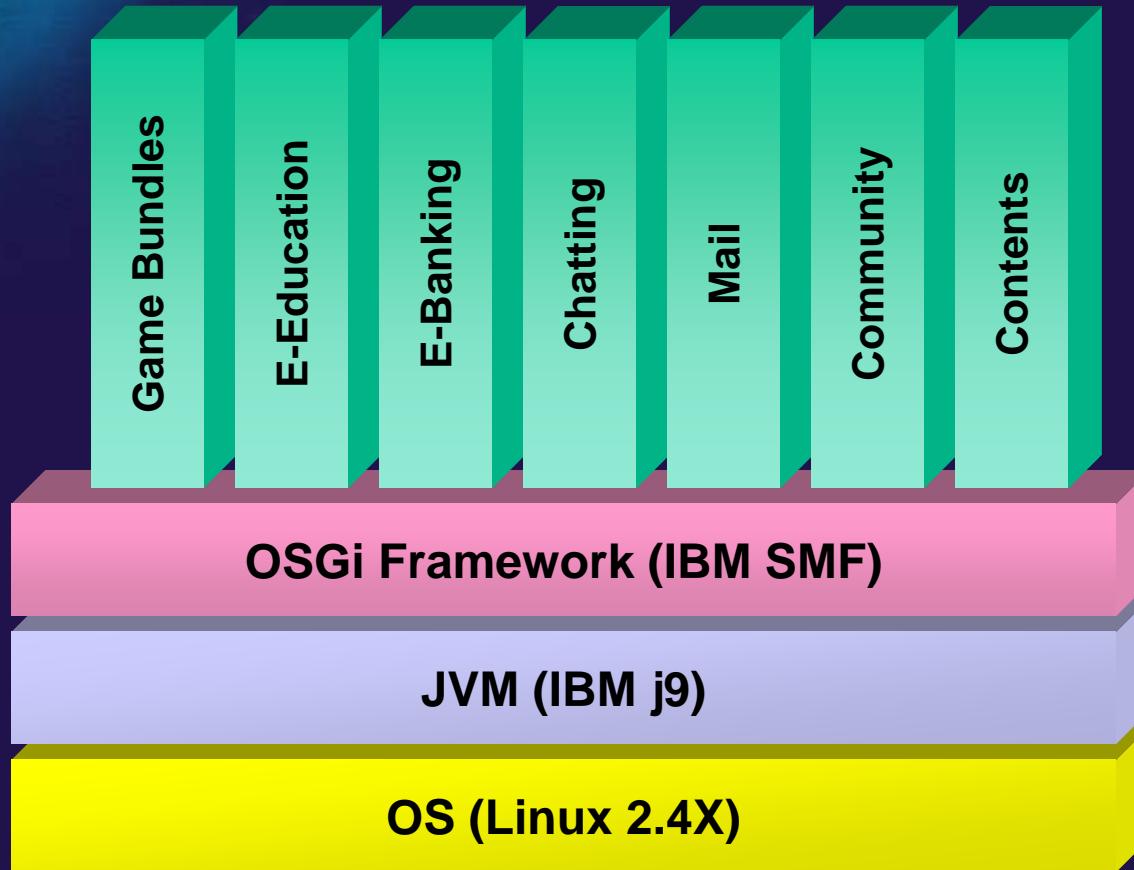 Game Bundles
E-Education
E-Banking
Chatting
Mail
Community
Contents
OSGi Framework (IBM SMF)
JVM (IBM j9)
OS (Linux 2.4X)